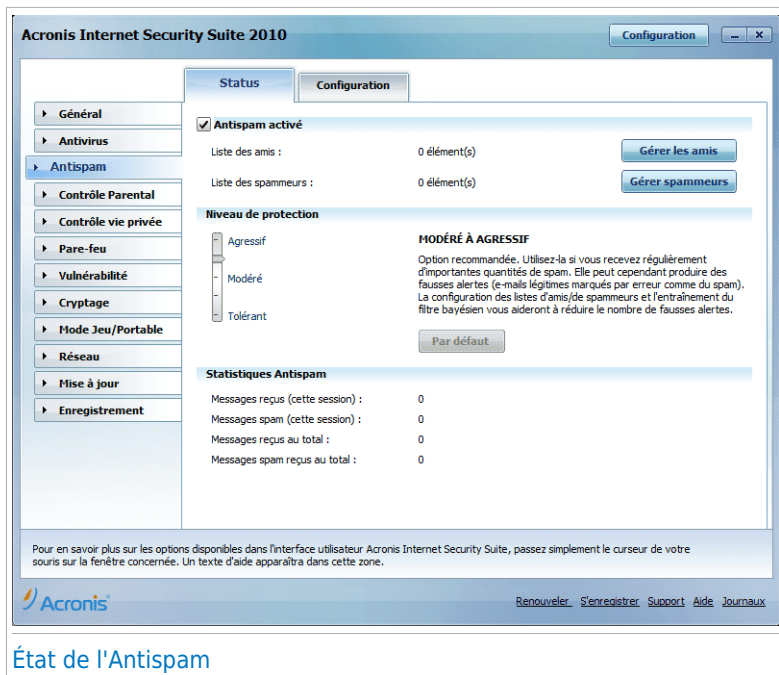 Acronis Internet Security Suite 2010
Configuration
Status
Configuration
Général
Antivirus
Antispam
Contrôle Parental
Contrôle vie privée
Pare-feu
Vulnérabilité
Cryptage
Mode Jeu/Portable
Réseau
Mise à jour
Enregistrement
Antispam activé
Liste des amis :
0 élément(s)
Gérer les amis
Liste des spammeurs :
0 élément(s)
Gérer spammeurs
Niveau de protection
Agressif
Modéré
Tolérant
MODÉRÉ À AGRESSIF
Option recommandée. Utilisez-la si vous recevez régulièrement
d'importantes quantités de spam. Elle peut cependant produire des
fausses alertes (e-mails légitimes marqués par erreur comme du spam).
La configuration des listes d'amis/de spammeurs et l'entraînement du
filtre bayésien vous aideront à réduire le nombre de fausses alertes.
Par défaut
Statistiques Antispam
Messages reçus (cette session) :
0
Messages spam (cette session) :
0
Messages reçus au total :
0
Messages spam reçus au total :
0
Pour en savoir plus sur les options disponibles dans l'interface utilisateur Acronis Internet Security Suite, passez simplement le curseur de votre
souris sur la fenêtre concernée. Un texte d'aide apparaîtra dans cette zone.
Acronis
Renouveler S'enregistrer Support Aide Journaux
État de l'Antispam